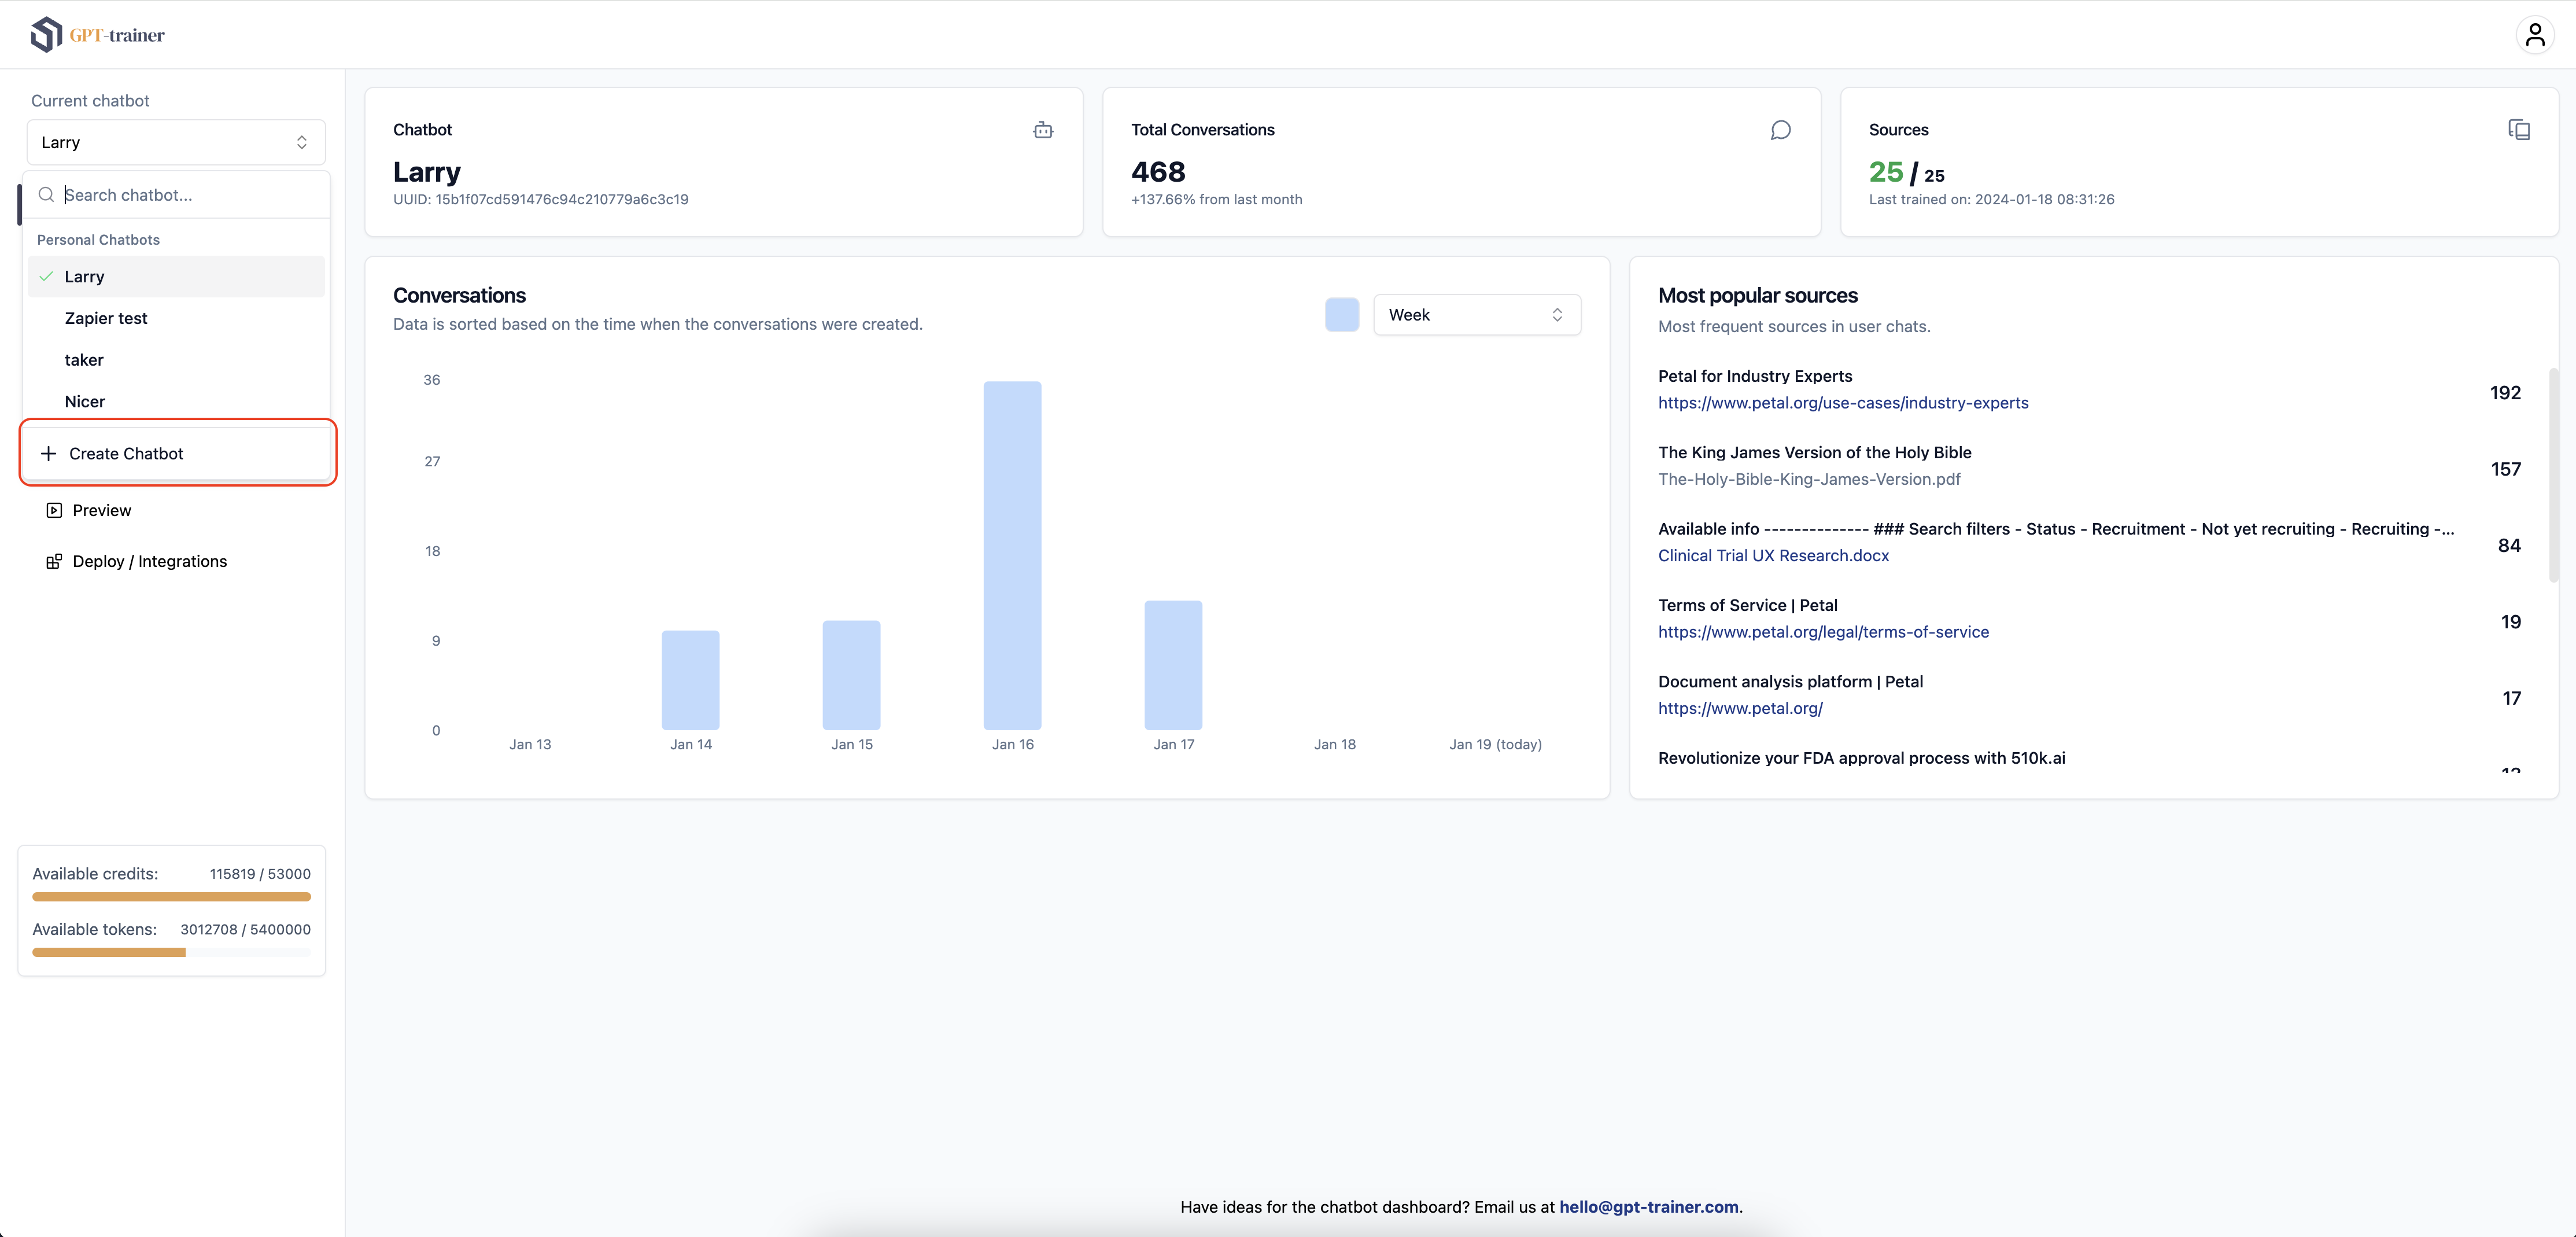 GPT-trainer
Current chatbot
Larry
Search chatbot...
Personal Chatbots
Larry
Zapier test
taker
Nicer
Create Chatbot
Preview
Deploy / Integrations
Available credits: 115819 / 53000
Available tokens: 3012708 / 5400000
Chatbot
Larry
UUID: 15b1f07cd591476c94c210779a6c3c19
Total Conversations
468
+137.66% from last month
Sources
25 / 25
Last trained on: 2024-01-18 08:31:26
Conversations
Data is sorted based on the time when the conversations were created.
Week
36
27
18
9
0
Jan 13 Jan 14 Jan 15 Jan 16 Jan 17 Jan 18 Jan 19 (today)
Most popular sources
Most frequent sources in user chats.
Petal for Industry Experts
https://www.petal.org/use-cases/industry-experts
192
The King James Version of the Holy Bible
The-Holy-Bible-King-James-Version.pdf
157
Available info -------------- ### Search filters - Status - Recruitment - Not yet recruiting - Recruiting -...
Clinical Trial UX Research.docx
84
Terms of Service | Petal
https://www.petal.org/legal/terms-of-service
19
Document analysis platform | Petal
https://www.petal.org/
17
Revolutionize your FDA approval process with 510k.ai
Have ideas for the chatbot dashboard? Email us at hello@gpt-trainer.com.